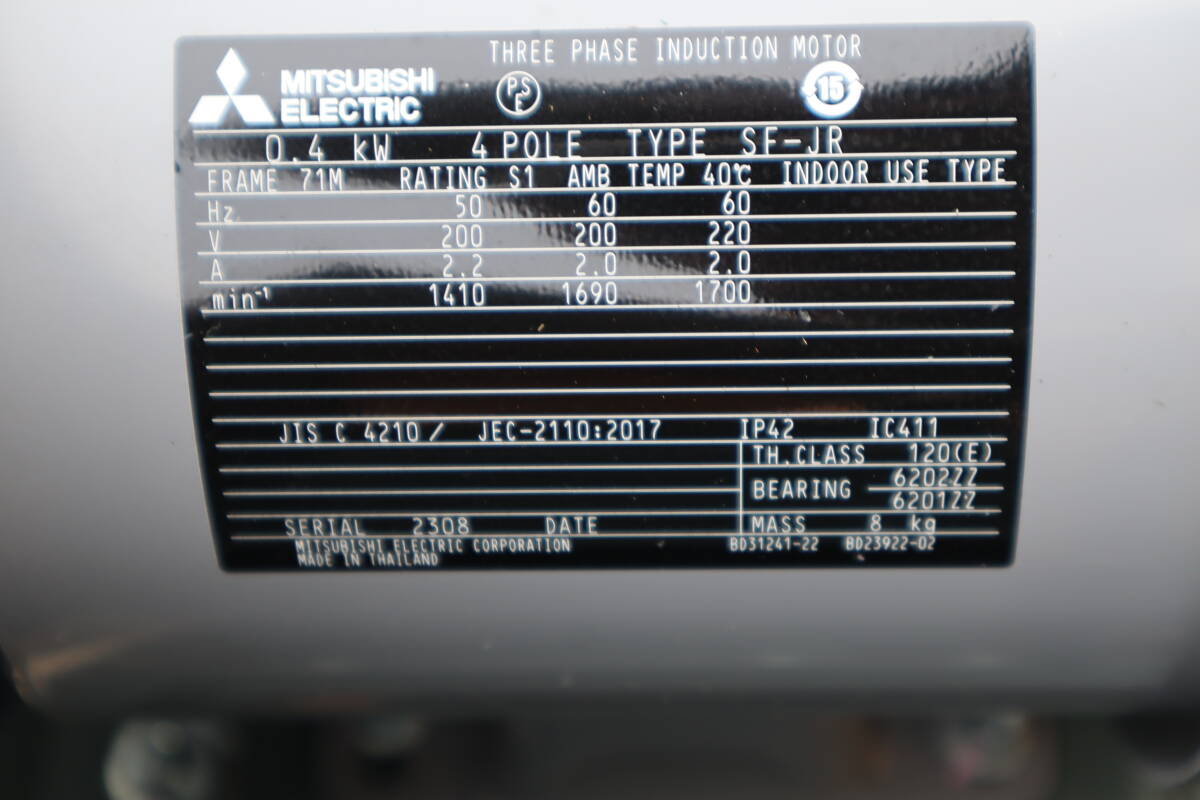 THREE PHASE INDUCTION MOTOR
MITSUBISHI
ELECTRIC
PS
E
15
0.4 kW 4 POLE TYPE SF-JR
FRAME 71M RATING S1 AMB TEMP 40℃ INDOOR USE TYPE
Hz 50 60 60
V 200 200 220
A 2.2 2.0 2.0
min⁻¹ 1410 1690 1700
JIS C 4210 / JEC-2110:2017 IP42 IC411
TH.CLASS 120(E)
BEARING 6202ZZ
6201ZZ
SERIAL 2308 DATE MASS 8 kg
MITSUBISHI ELECTRIC CORPORATION BD31241-22 BD23922-02
MADE IN THAILAND